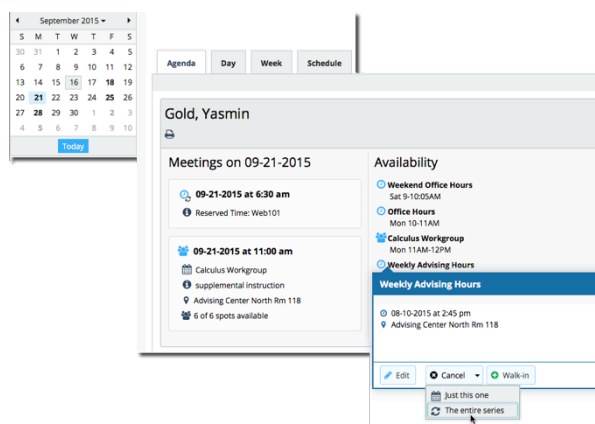 September 2015
S M T W T F S
30 31 1 2 3 4 5
6 7 8 9 10 11 12
13 14 15 16 17 18 19
20 21 22 23 24 25 26
27 28 29 30 1 2 3
4 5 6 7 8 9 10
Today
Agenda Day Week Schedule
Gold, Yasmin
Meetings on 09-21-2015
09-21-2015 at 6:30 am
Reserved Time: Web101
09-21-2015 at 11:00 am
Calculus Workgroup
supplemental instruction
Advising Center North Rm 118
6 of 6 spots available
Availability
Weekend Office Hours
Sat 9-10:05AM
Office Hours
Mon 10-11AM
Calculus Workgroup
Mon 11AM-12PM
Weekly Advising Hours
Weekly Advising Hours
08-10-2015 at 2:45 pm
Advising Center North Rm 118
Edit Cancel Walk-in
Just this one
The entire series